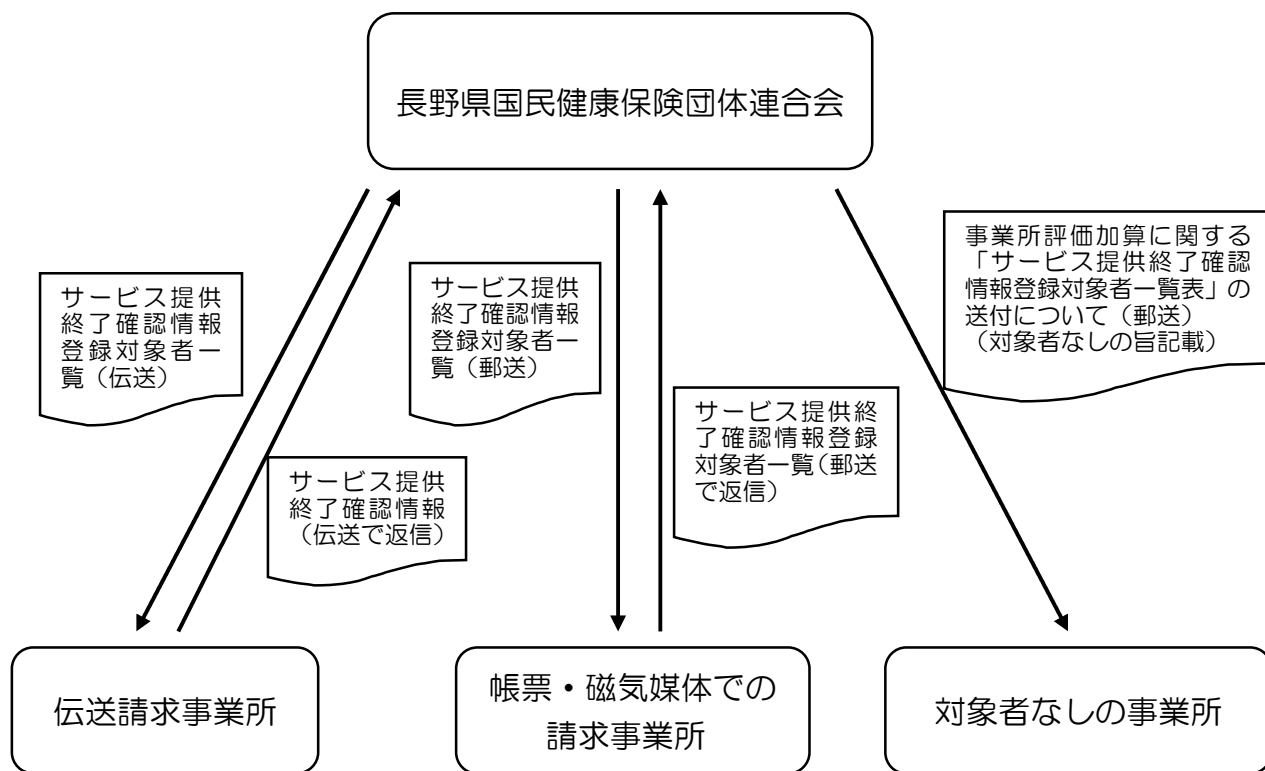 長野県国民健康保険団体連合会
事業所評価加算に関する
「サービス提供終了確認
情報登録対象者一覧表」の
送付について（郵送）
（対象者なしの旨記載）
サービス提供
終了確認情報
登録対象者一
覧（伝送）
サービス提供
終了確認情報
登録対象者一
覧（郵送）
サービス提供終
了確認情報登録
対象者一覧（郵送
で返信）
サービス提供
終了確認情報
（伝送で返信）
伝送請求事業所
帳票・磁気媒体での
請求事業所
対象者なしの事業所